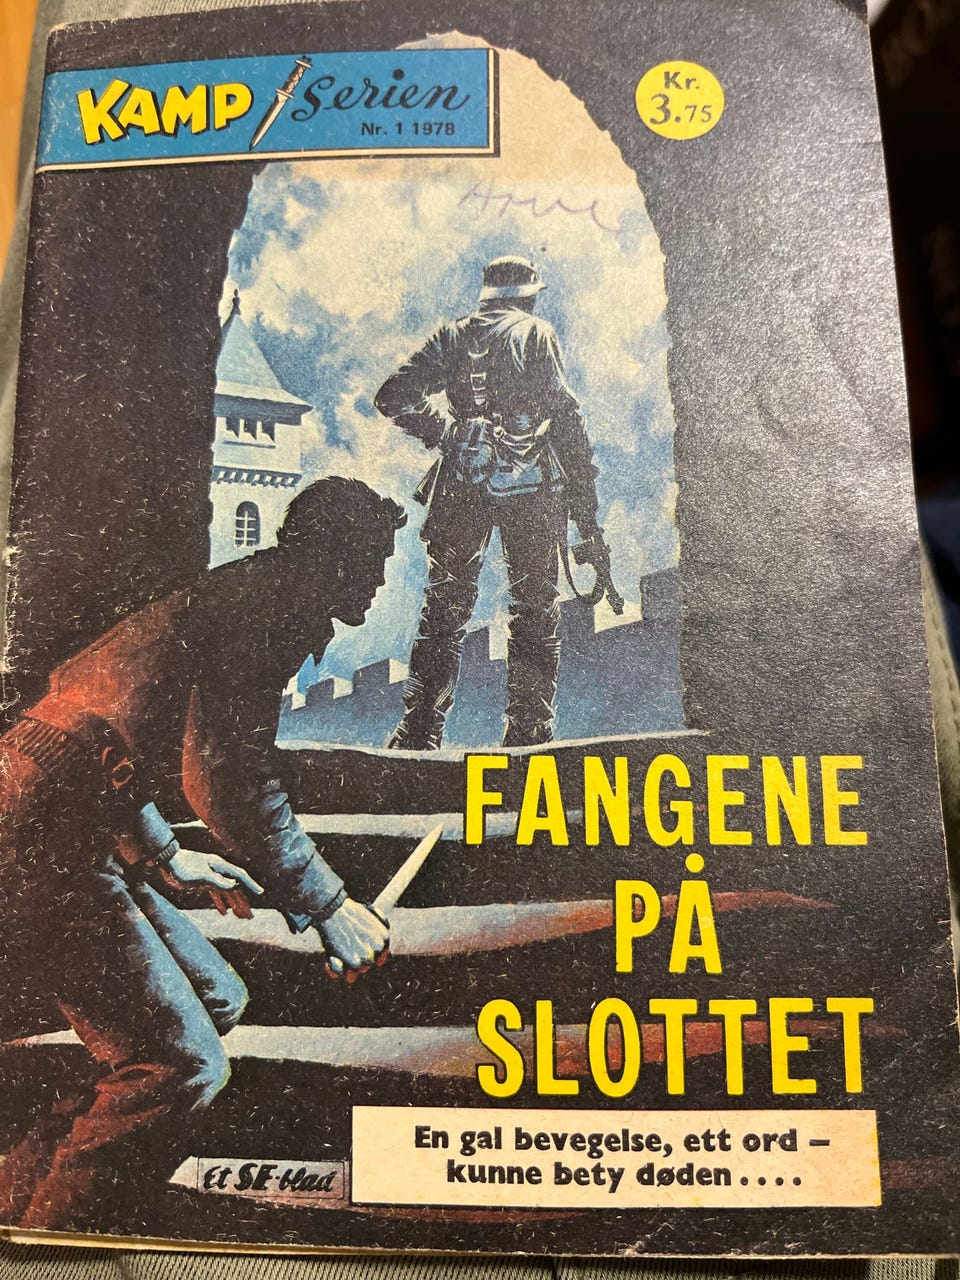 KAMP serien
Nr. 1 1978
Kr.
3.75
Arve
FANGENE
PÅ
SLOTTET
En gal bevegelse, ett ord –
kunne bety døden....
Et SE-blad